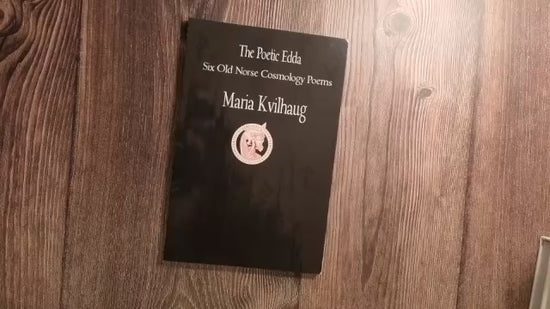 The Poetic Edda
Six Old Norse Cosmology Poems
Maria Kvilhaug